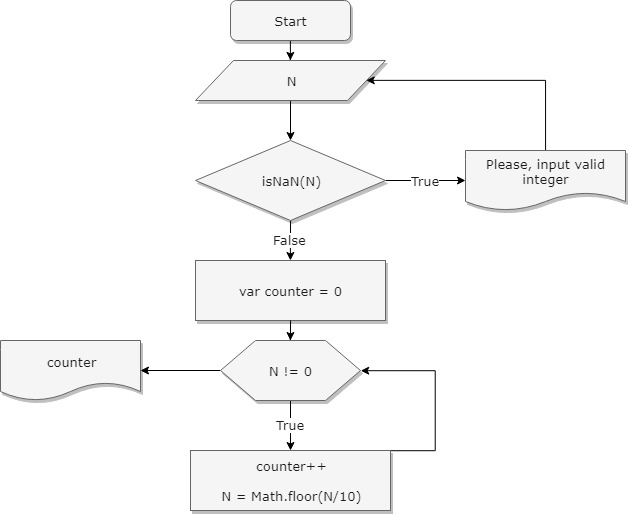 Start
N
isNaN(N)
True
Please, input valid
integer
False
var counter = 0
counter
N != 0
True
counter++
N = Math.floor(N/10)